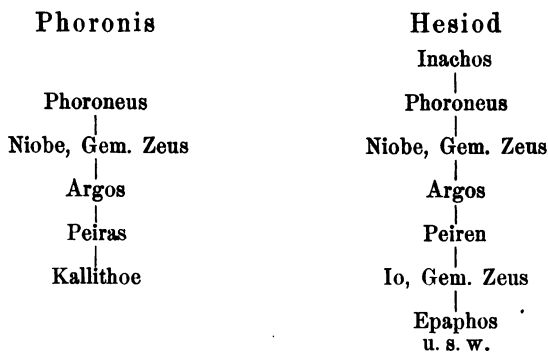 Phoronis
Phoroneus
Niobe, Gem. Zeus
Argos
Peiras
Kallithoe
Hesiod
Inachos
Phoroneus
Niobe, Gem. Zeus
Argos
Peiren
Io, Gem. Zeus
Epaphos
u. s. w.